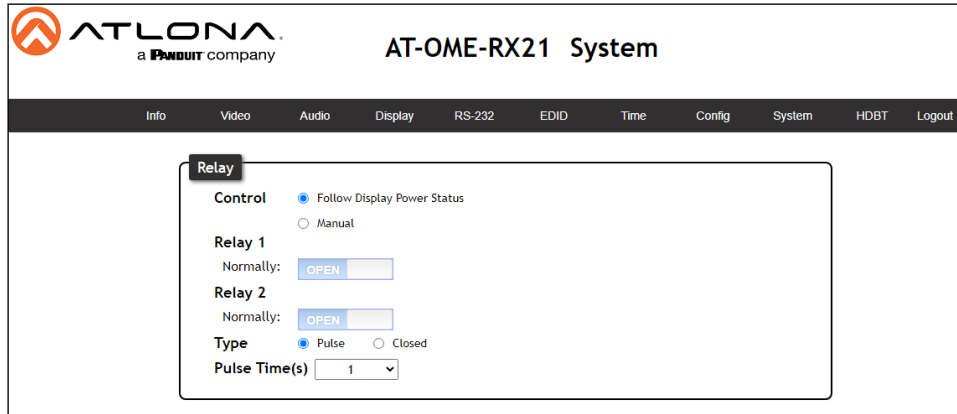 ATLONA.
a PANDUIT company
AT-OME-RX21 System
Info Video Audio Display RS-232 EDID Time Config System HDBT Logout
Relay
Control Follow Display Power Status
Manual
Relay 1
Normally: OPEN
Relay 2
Normally: OPEN
Type Pulse Closed
Pulse Time(s) 1